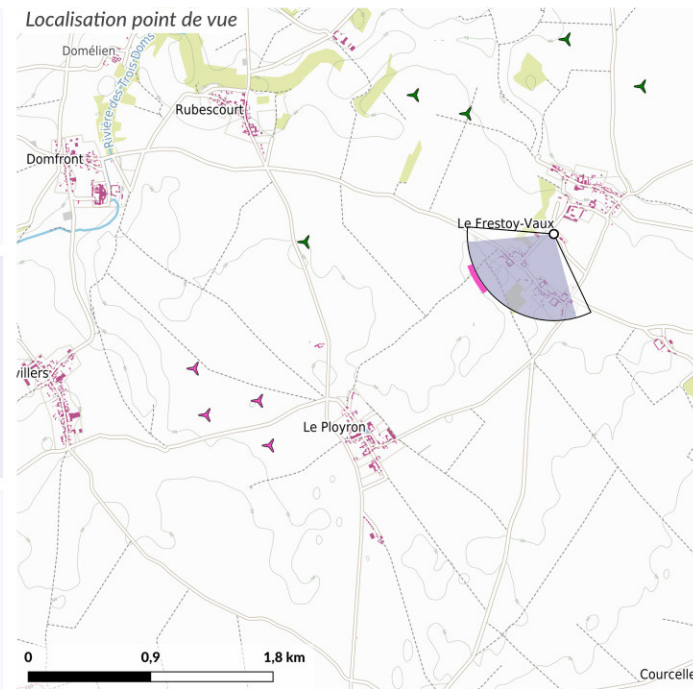 Localisation point de vue
Domélien
Rivière des Trois Doms
Rubescourt
Domfront
Le Frestoy-Vaux
villers
Le Ployron
0 0,9 1,8 km
Courcelle